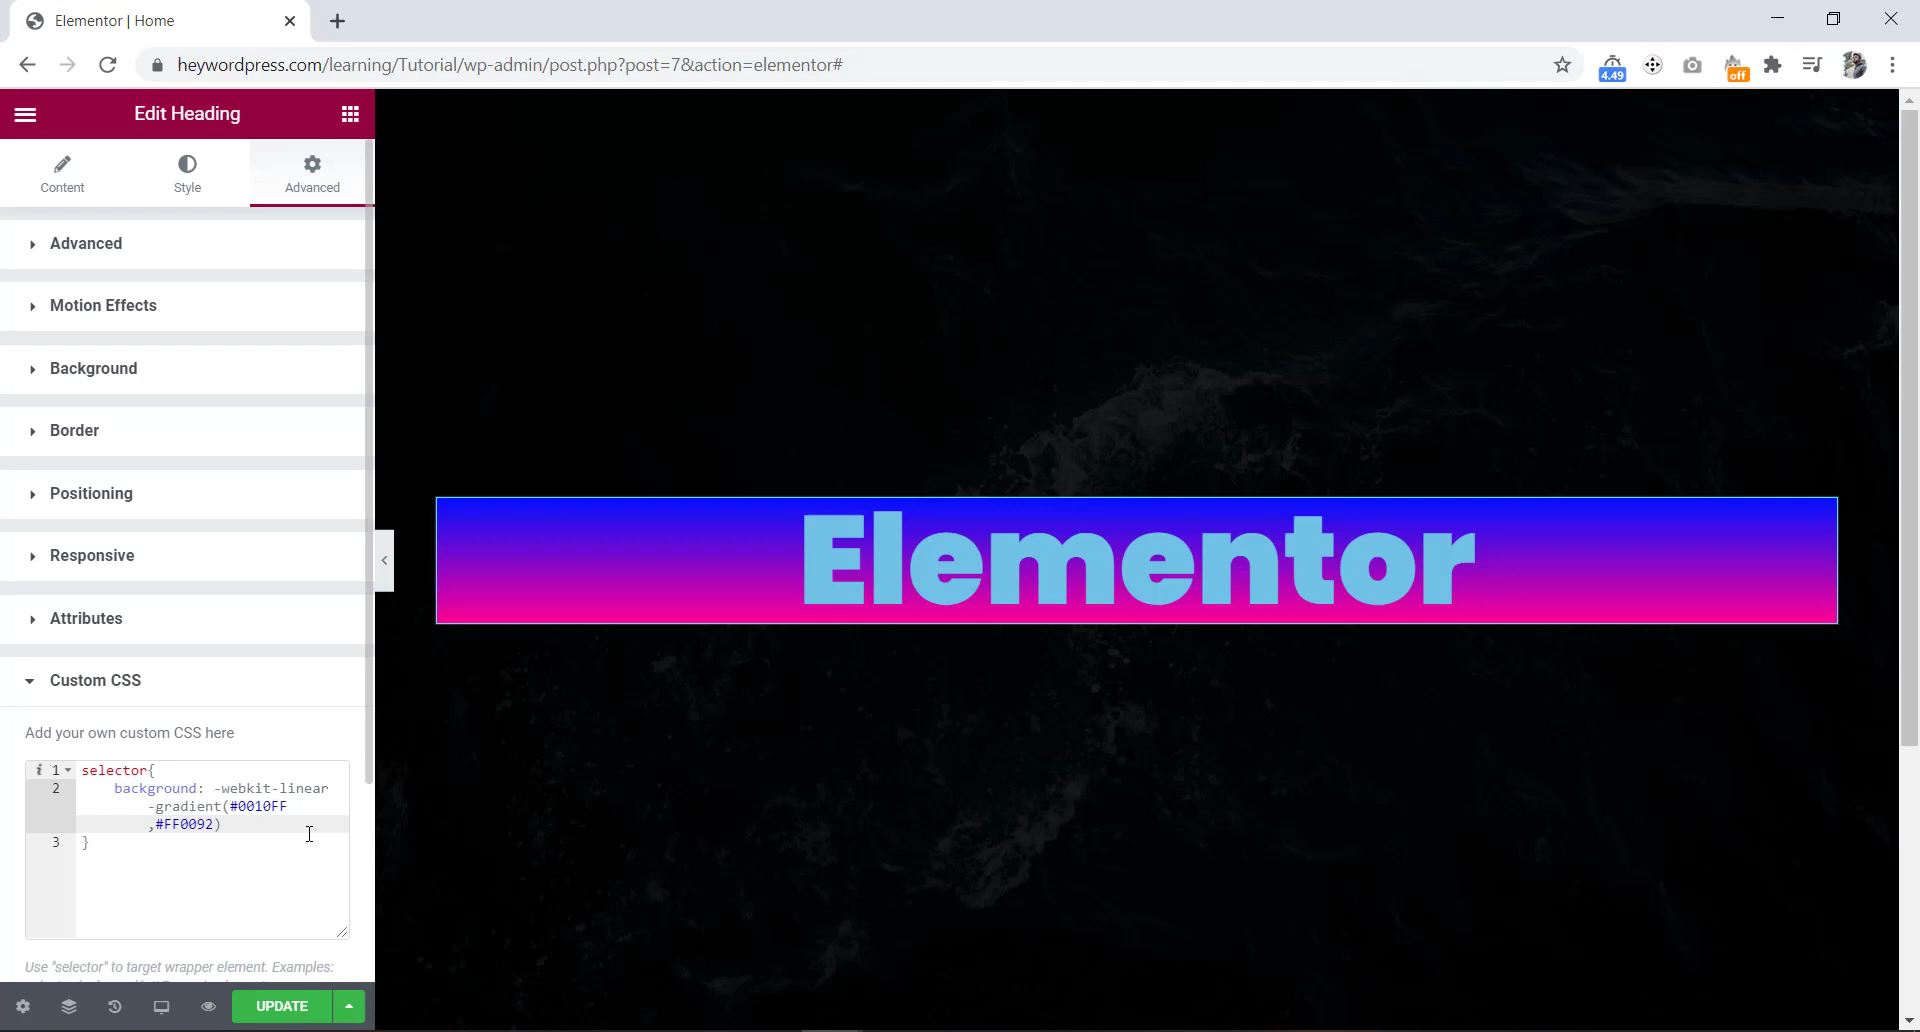 Elementor | Home
heywordpress.com/learning/Tutorial/wp-admin/post.php?post=7&action=elementor#
4.49
off
Edit Heading
Content
Style
Advanced
Advanced
Motion Effects
Background
Border
Positioning
Responsive
Attributes
Custom CSS
Add your own custom CSS here
i 1 selector{
2 background: -webkit-linear
-gradient(#0010FF
,#FF0092)
3 }
Use "selector" to target wrapper element. Examples:
UPDATE
Elementor